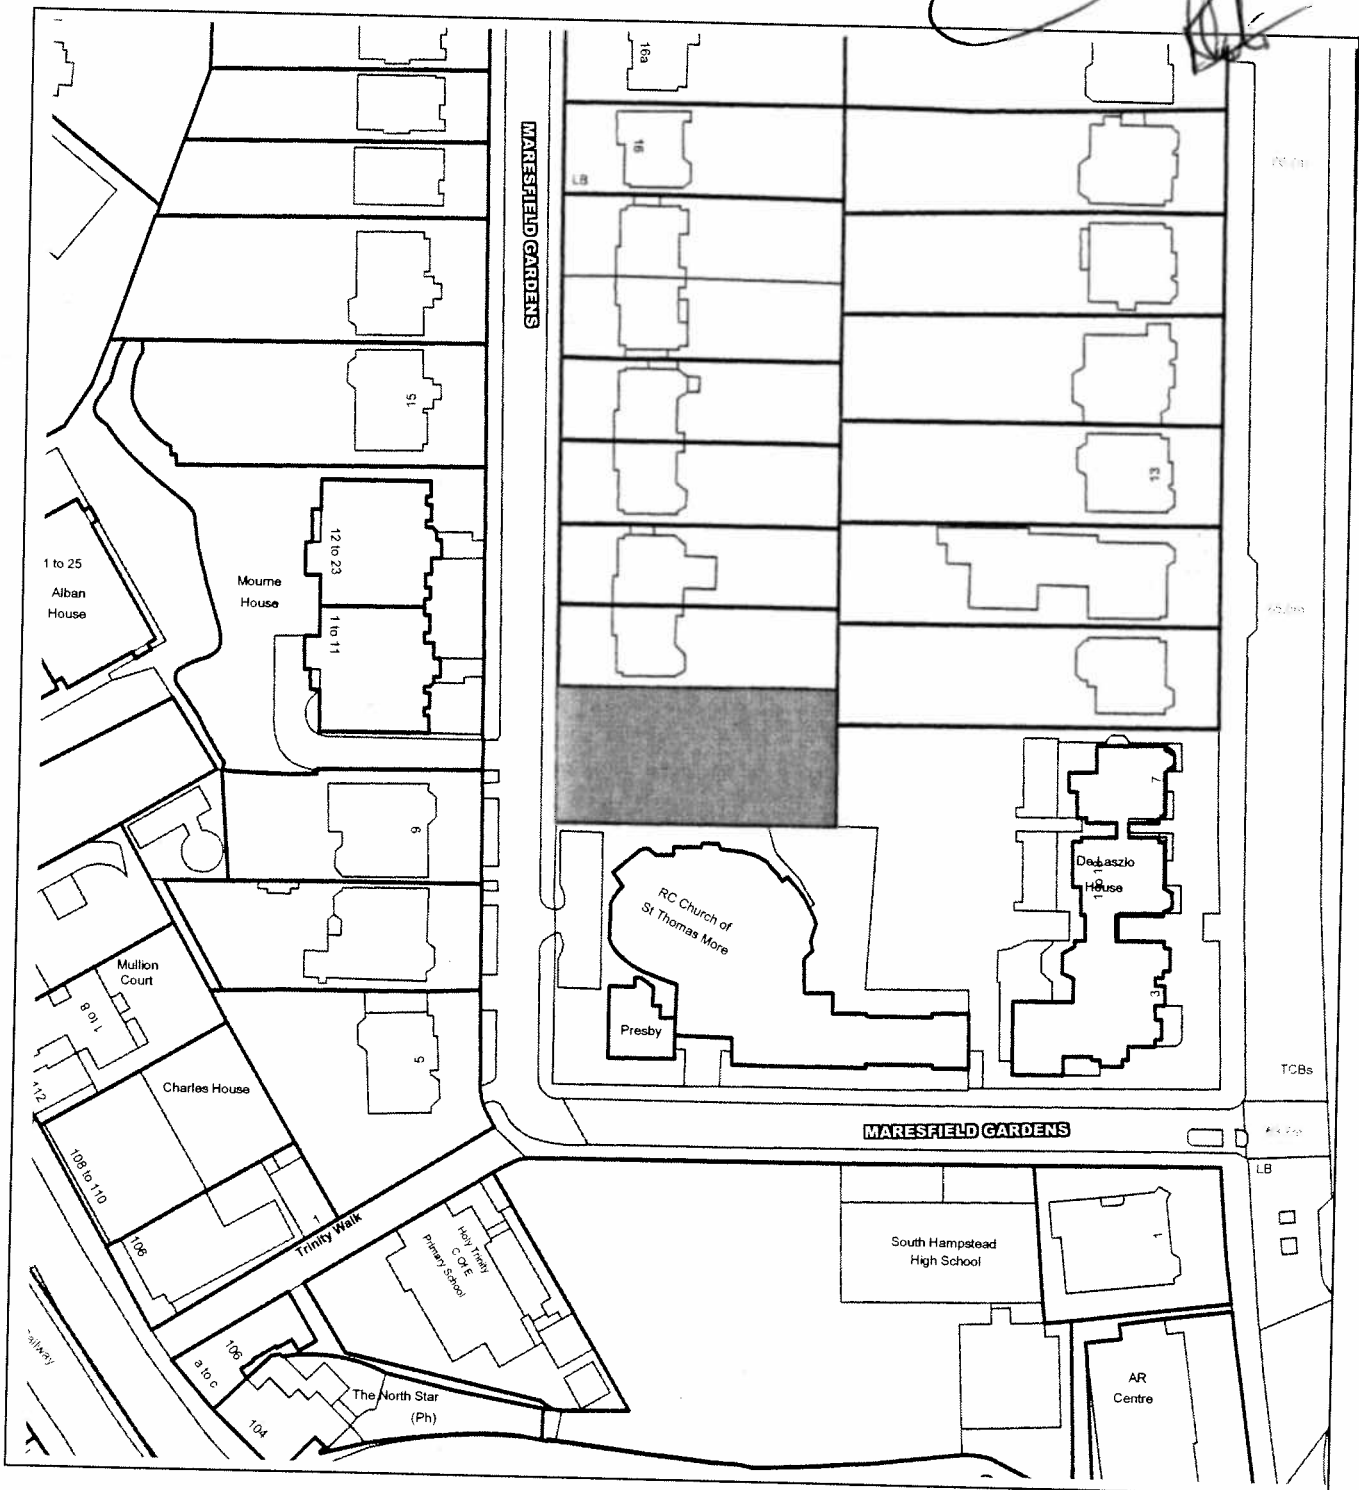 16a
16
LB
MARESFIELD GARDENS
15
13
12 to 23
1 to 25
Alban
House
Mourne
House
1 to 11
7
9
De Laszlo
House
RC Church of
St Thomas More
Mullion
Court
1 to 8
3
Presby
5
TCBs
Charles House
112
MARESFIELD GARDENS
108 to 110
LB
1
Trinity Walk
106
Holy Trinity
C Of E
Primary School
South Hampstead
High School
1
106
a to c
The North Star
(Ph)
104
AR
Centre